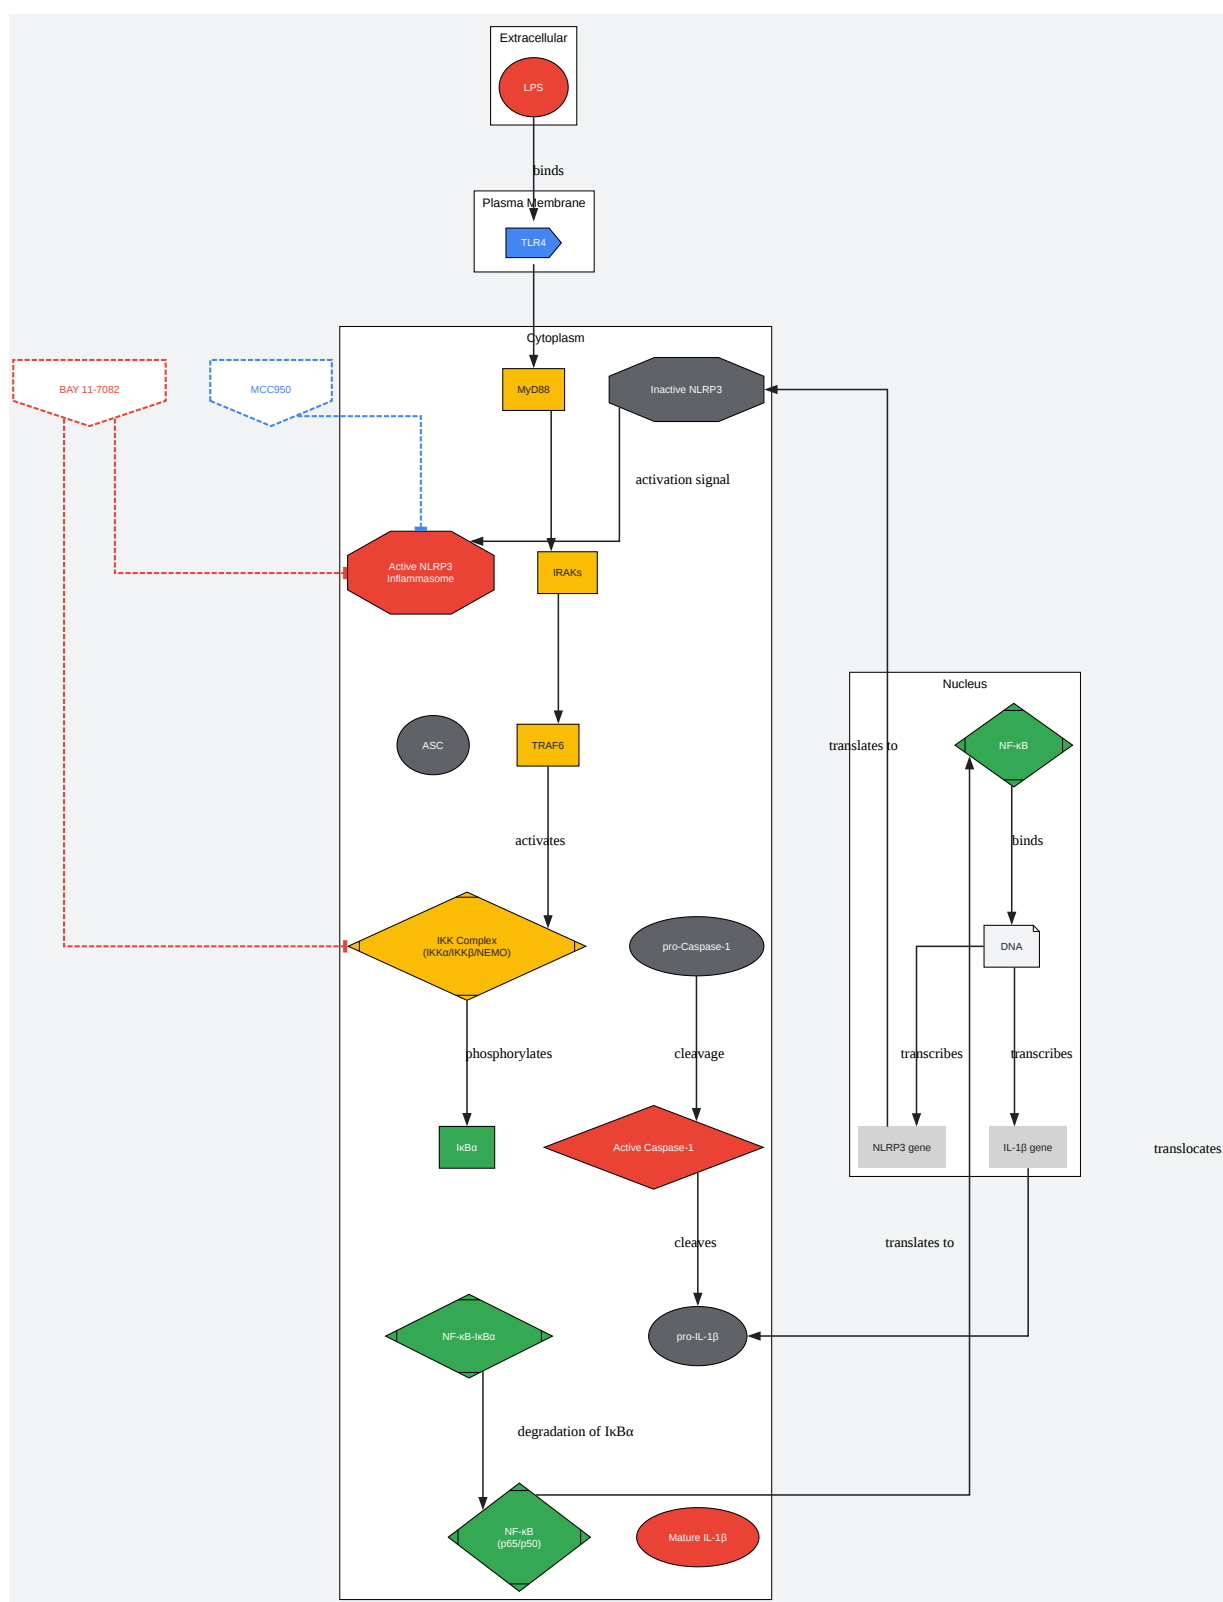 Extracellular
LPS
binds
Plasma Membrane
TLR4
Cytoplasm
BAY 11-7082
MCC950
MyD88
Inactive NLRP3
activation signal
Active NLRP3
Inflammasome
IRAKs
Nucleus
ASC
TRAF6
translates to
NF-κB
activates
binds
IKK Complex
(IKKα/IKKβ/NEMO)
pro-Caspase-1
DNA
phosphorylates
cleavage
transcribes
transcribes
IκBα
Active Caspase-1
NLRP3 gene
IL-1β gene
translocates
cleaves
translates to
NF-κB-IκBα
pro-IL-1β
degradation of IκBα
NF-κB
(p65/p50)
Mature IL-1β